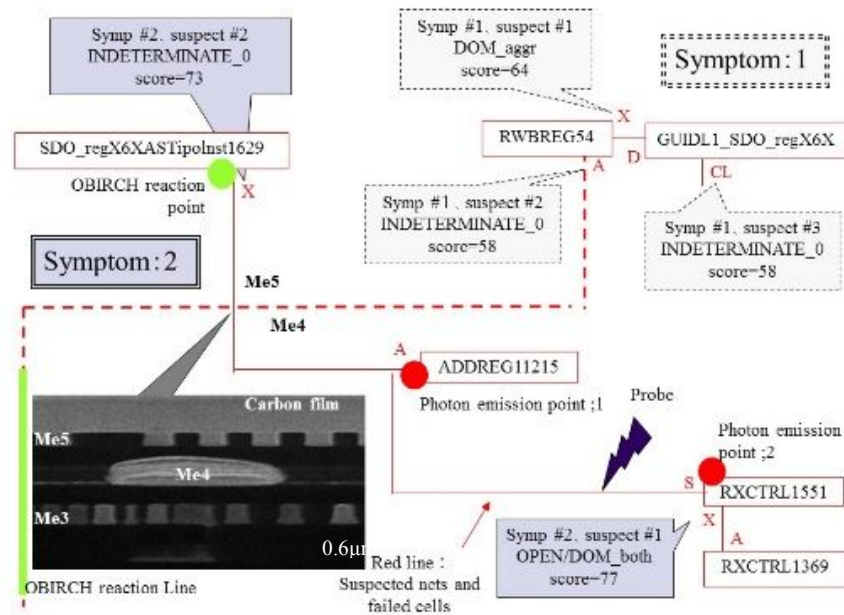 Symp #2、suspect #2
INDETERMINATE_0
score=73
Symp #1、suspect #1
DOM_aggr
score=64
Symptom:1
SDO_regX6XASTipoInst1629
OBIRCH reaction
point
X
RWBREG54
X
D
A
GUIDL1_SDO_regX6X
CL
Symp #1、suspect #2
INDETERMINATE_0
score=58
Symp #1、suspect #3
INDETERMINATE_0
score=58
Symptom:2
Me5
Me4
A
ADDREG11215
Photon emission point ;1
Probe
Photon emission
point ;2
Carbon film
Me5
Me4
Me3
0.6μm
S
RXCTRL1551
X
A
RXCTRL1369
Symp #2、suspect #1
OPEN/DOM_both
score=77
Red line:
Suspected nets and
failed cells
OBIRCH reaction Line